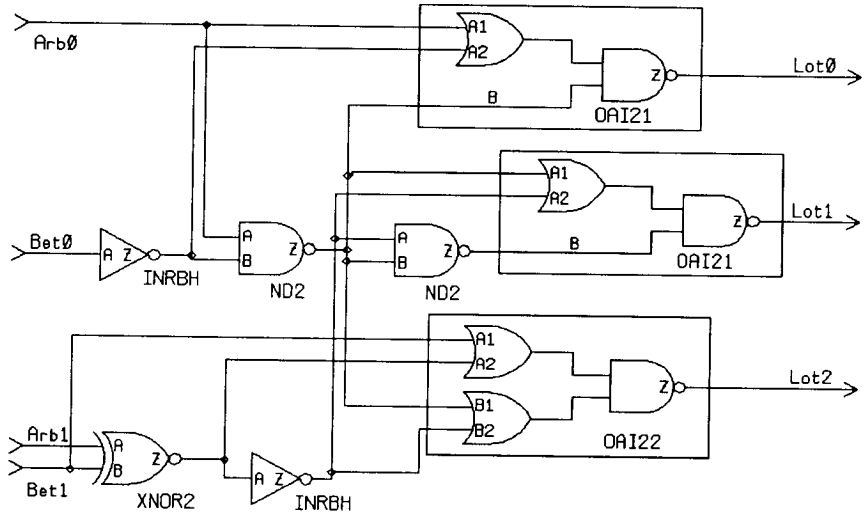 Arb0
A1
A2
Z
Lot0
B
OAI21
A1
A2
Z
Lot1
B
OAI21
Bet0
A Z
INRBH
A
B
Z
ND2
A
B
Z
ND2
A1
A2
Z
Lot2
B1
B2
OAI22
Arb1
Bet1
A
B
Z
XNOR2
A Z
INRBH